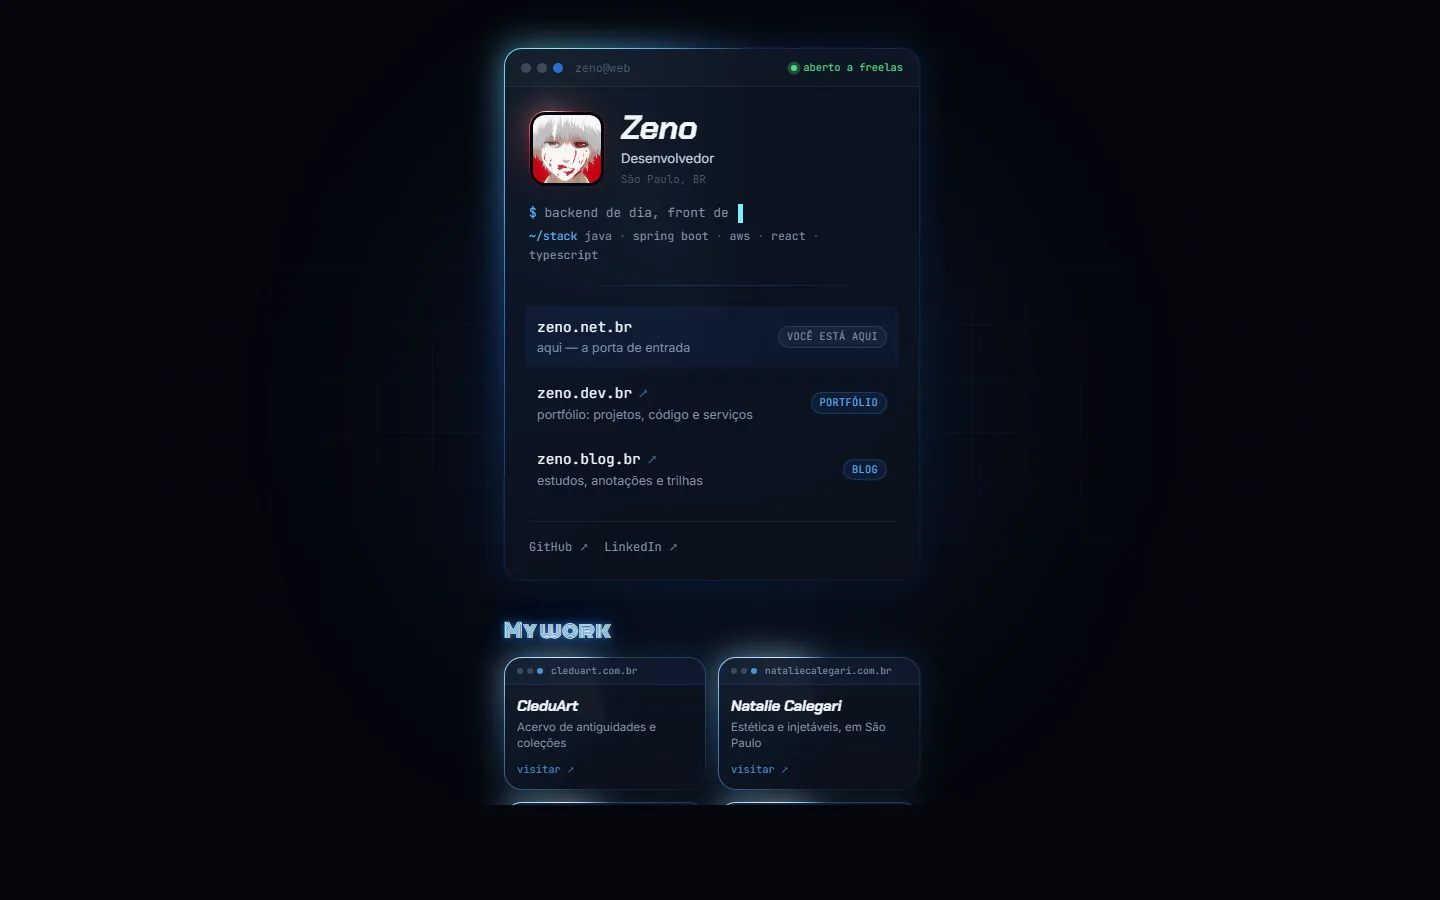 zeno@web
aberto a freelas
Zeno
Desenvolvedor
São Paulo, BR
$ backend de dia, front de
~/stack java · spring boot · aws · react ·
typescript
zeno.net.br
aqui — a porta de entrada
VOCÊ ESTÁ AQUI
zeno.dev.br ↗
portfólio: projetos, código e serviços
PORTFÓLIO
zeno.blog.br ↗
estudos, anotações e trilhas
BLOG
GitHub ↗ LinkedIn ↗
My work
cleduart.com.br
CleduArt
Acervo de antiguidades e
coleções
visitar ↗
nataliecalegari.com.br
Natalie Calegari
Estética e injetáveis, em São
Paulo
visitar ↗